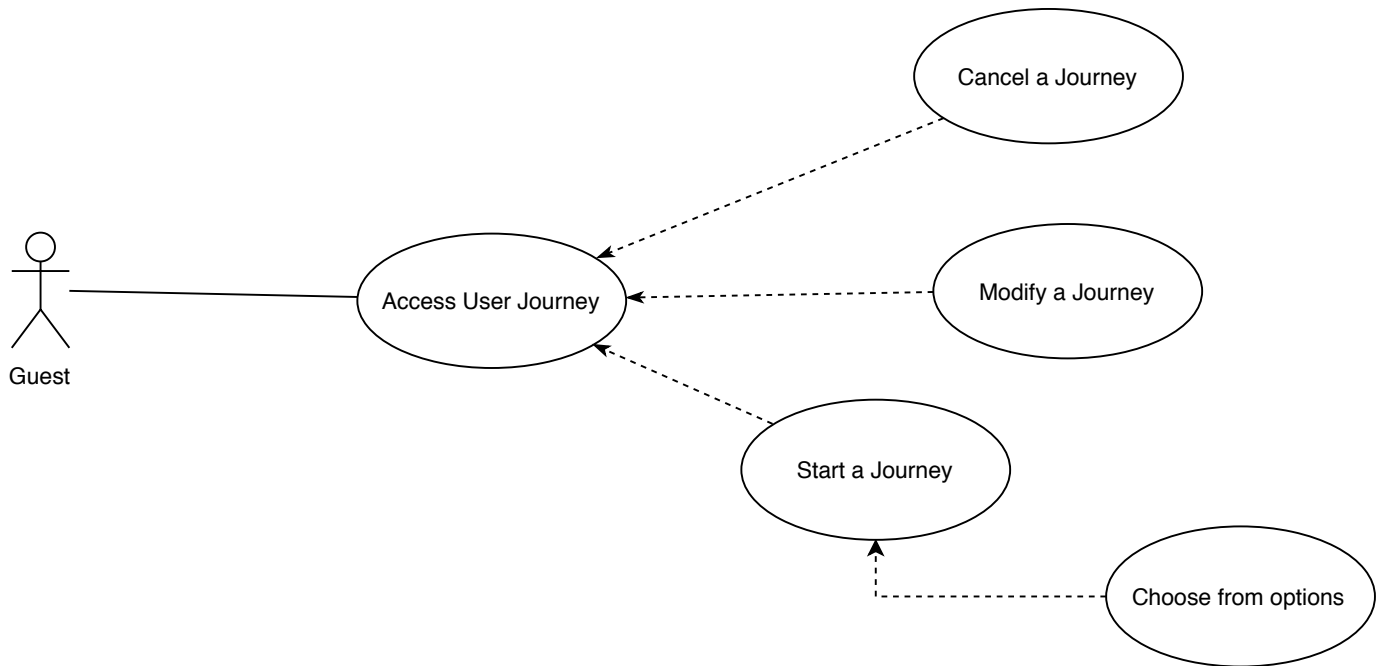 Cancel a Journey
Access User Journey
Modify a Journey
Guest
Start a Journey
Choose from options